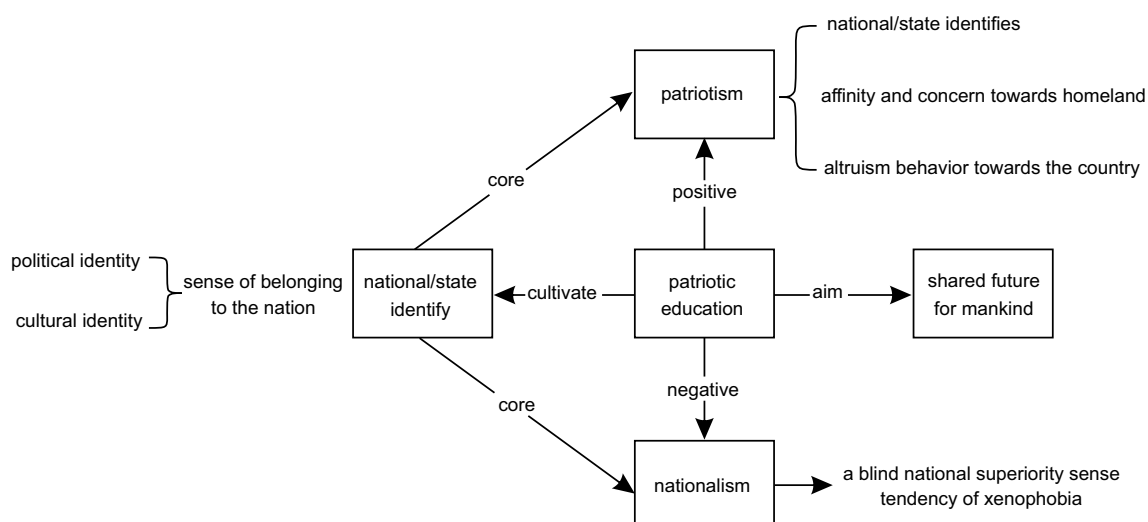 national/state identifies
patriotism
affinity and concern towards homeland
altruism behavior towards the country
core
positive
political identity
cultural identity
sense of belonging
to the nation
national/state
identify
cultivate
patriotic
education
aim
shared future
for mankind
negative
core
nationalism
a blind national superiority sense
tendency of xenophobia